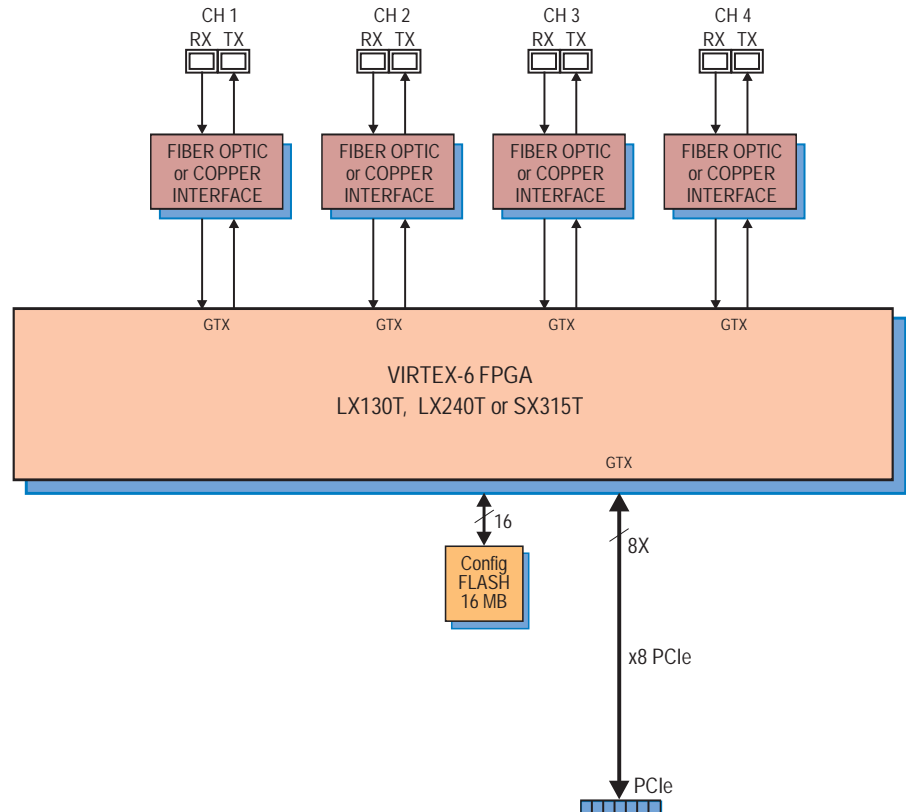 CH 1
CH 2
CH 3
CH 4
RX TX
RX TX
RX TX
RX TX
FIBER OPTIC
or COPPER
INTERFACE
FIBER OPTIC
or COPPER
INTERFACE
FIBER OPTIC
or COPPER
INTERFACE
FIBER OPTIC
or COPPER
INTERFACE
GTX
GTX
GTX
GTX
VIRTEX-6 FPGA
LX130T, LX240T or SX315T
GTX
16
8X
Config
FLASH
16 MB
x8 PCIe
PCIe